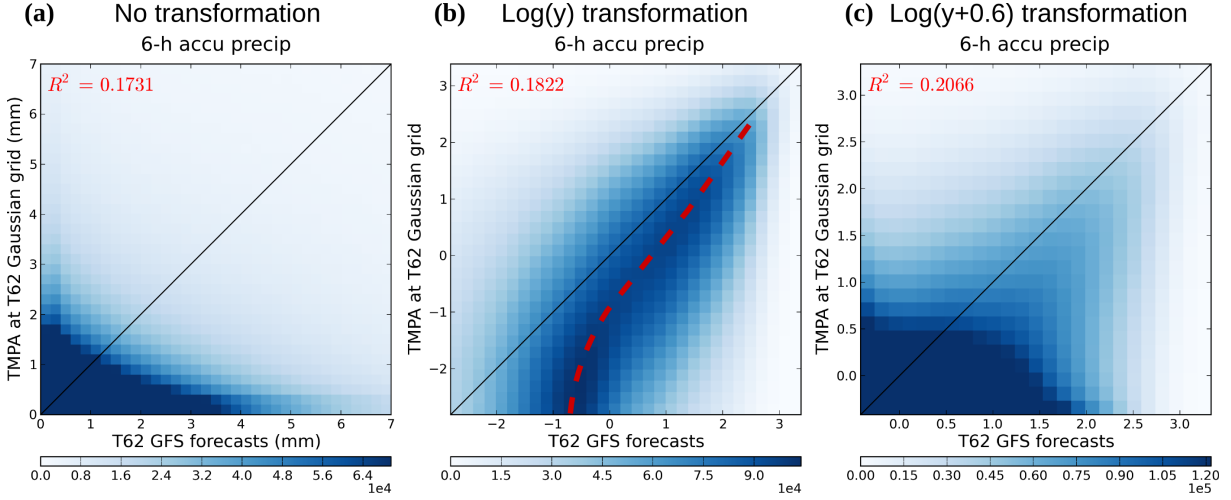 (a) No transformation
6-h accu precip
R² = 0.1731
7
6
5
4
3
2
1
0
TMPA at T62 Gaussian grid (mm)
0 1 2 3 4 5 6 7
T62 GFS forecasts (mm)
0.0 0.8 1.6 2.4 3.2 4.0 4.8 5.6 6.4
1e4
(b) Log(y) transformation
6-h accu precip
R² = 0.1822
3
2
1
0
−1
−2
TMPA at T62 Gaussian grid
−2 −1 0 1 2 3
T62 GFS forecasts
0.0 1.5 3.0 4.5 6.0 7.5 9.0
1e4
(c) Log(y+0.6) transformation
6-h accu precip
R² = 0.2066
3.0
2.5
2.0
1.5
1.0
0.5
0.0
TMPA at T62 Gaussian grid
0.0 0.5 1.0 1.5 2.0 2.5 3.0
T62 GFS forecasts
0.00 0.15 0.30 0.45 0.60 0.75 0.90 1.05 1.20
1e5